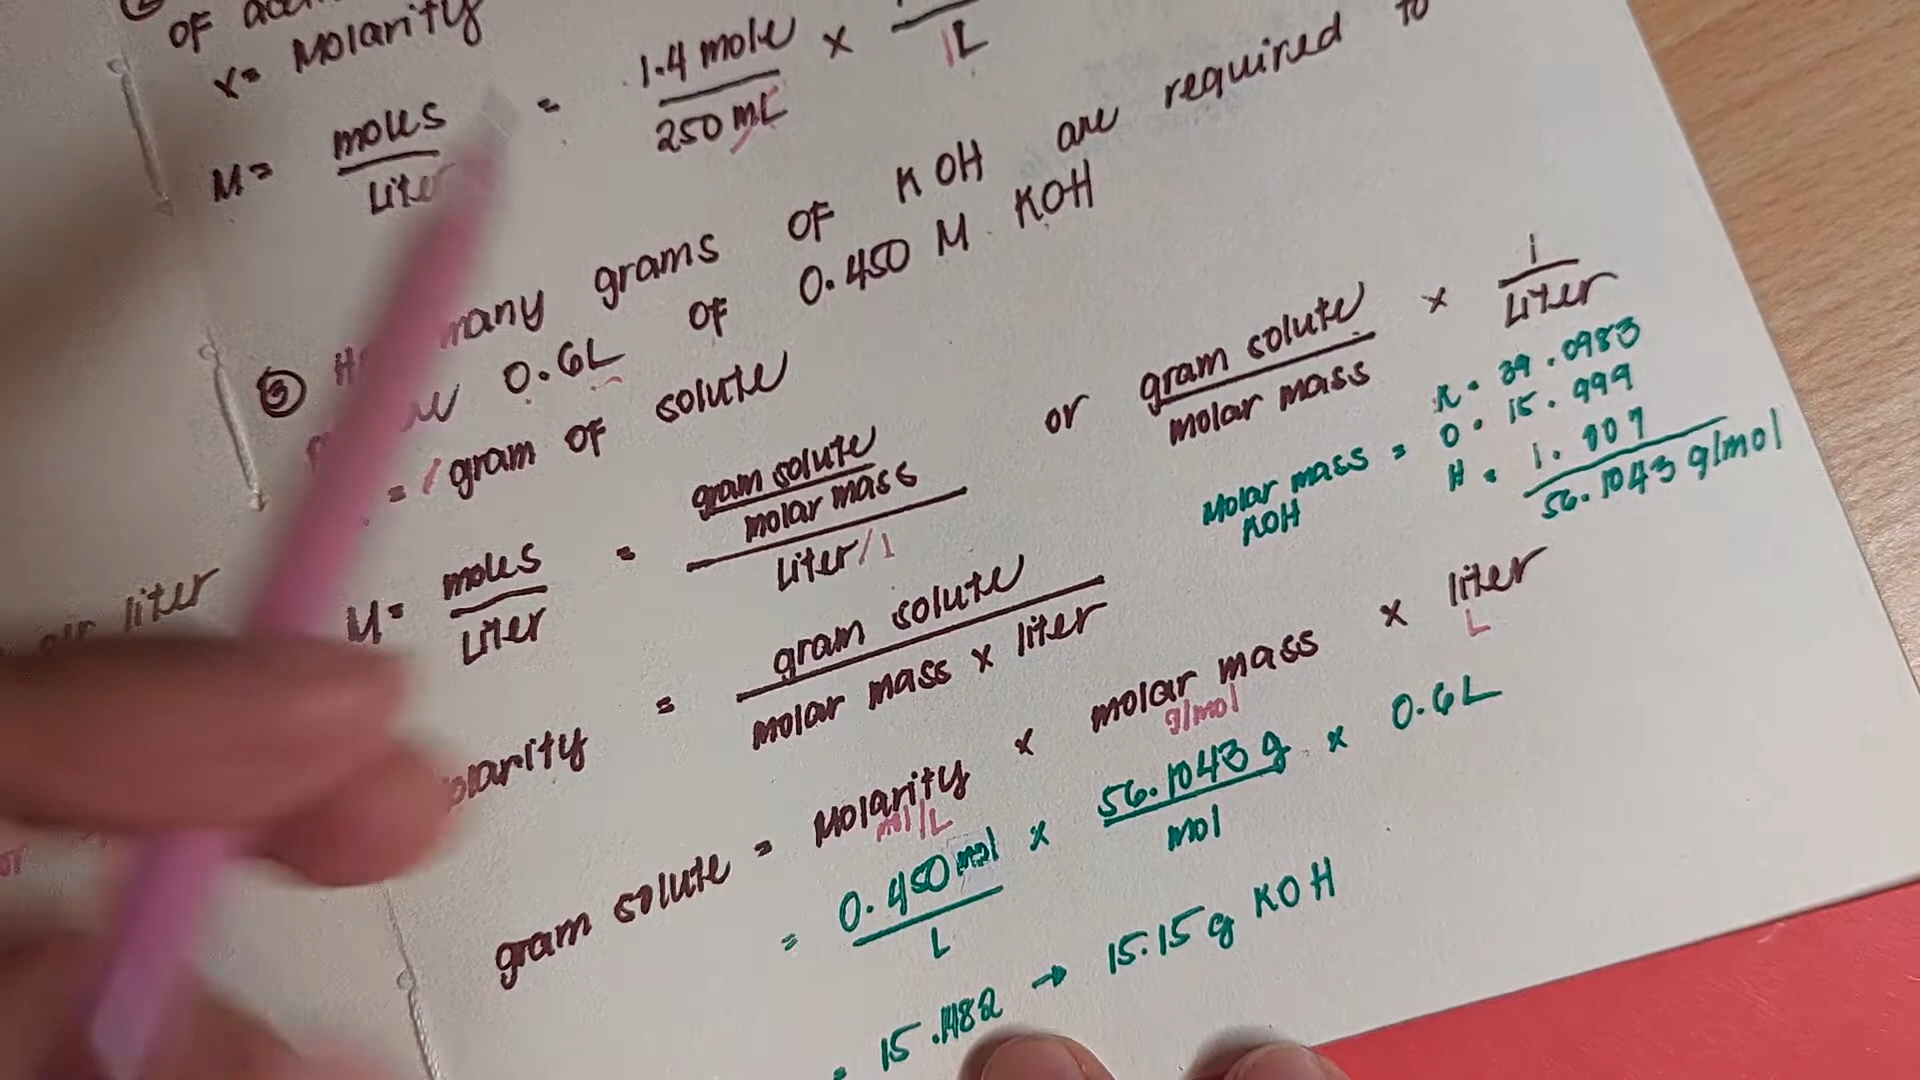 of
x= Molarity
M= moles/Liter = 1.4 mole/250 mL x /1L
③ many grams of KOH are required to
0.6L of 0.450 M KOH
= gram of solute
M= moles/Liter = gram solute/molar mass/Liter/1 or gram solute/molar mass x 1/Liter
Molar mass KOH = K = 39.0983
O = 15.999
H = 1.007
56.1043 g/mol
liter
= gram solute/molar mass x liter
gram solute = Molarity x molar mass x liter
mol/L g/mol L
= 0.450 mol/L x 56.1043 g/mol x 0.6L
= 15.1482 → 15.15 g KOH